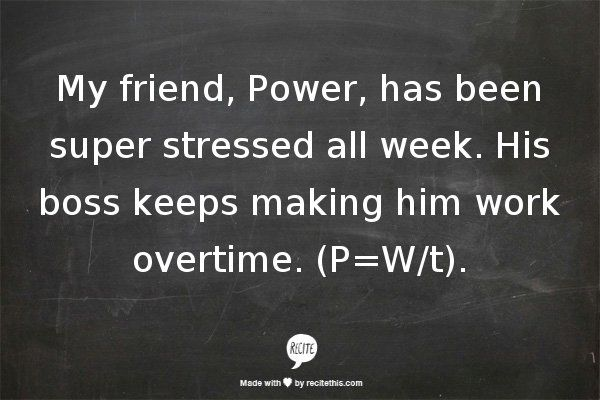 My friend, Power, has been
super stressed all week. His
boss keeps making him work
overtime. (P=W/t).
RECITE
Made with ♥ by recitethis.com